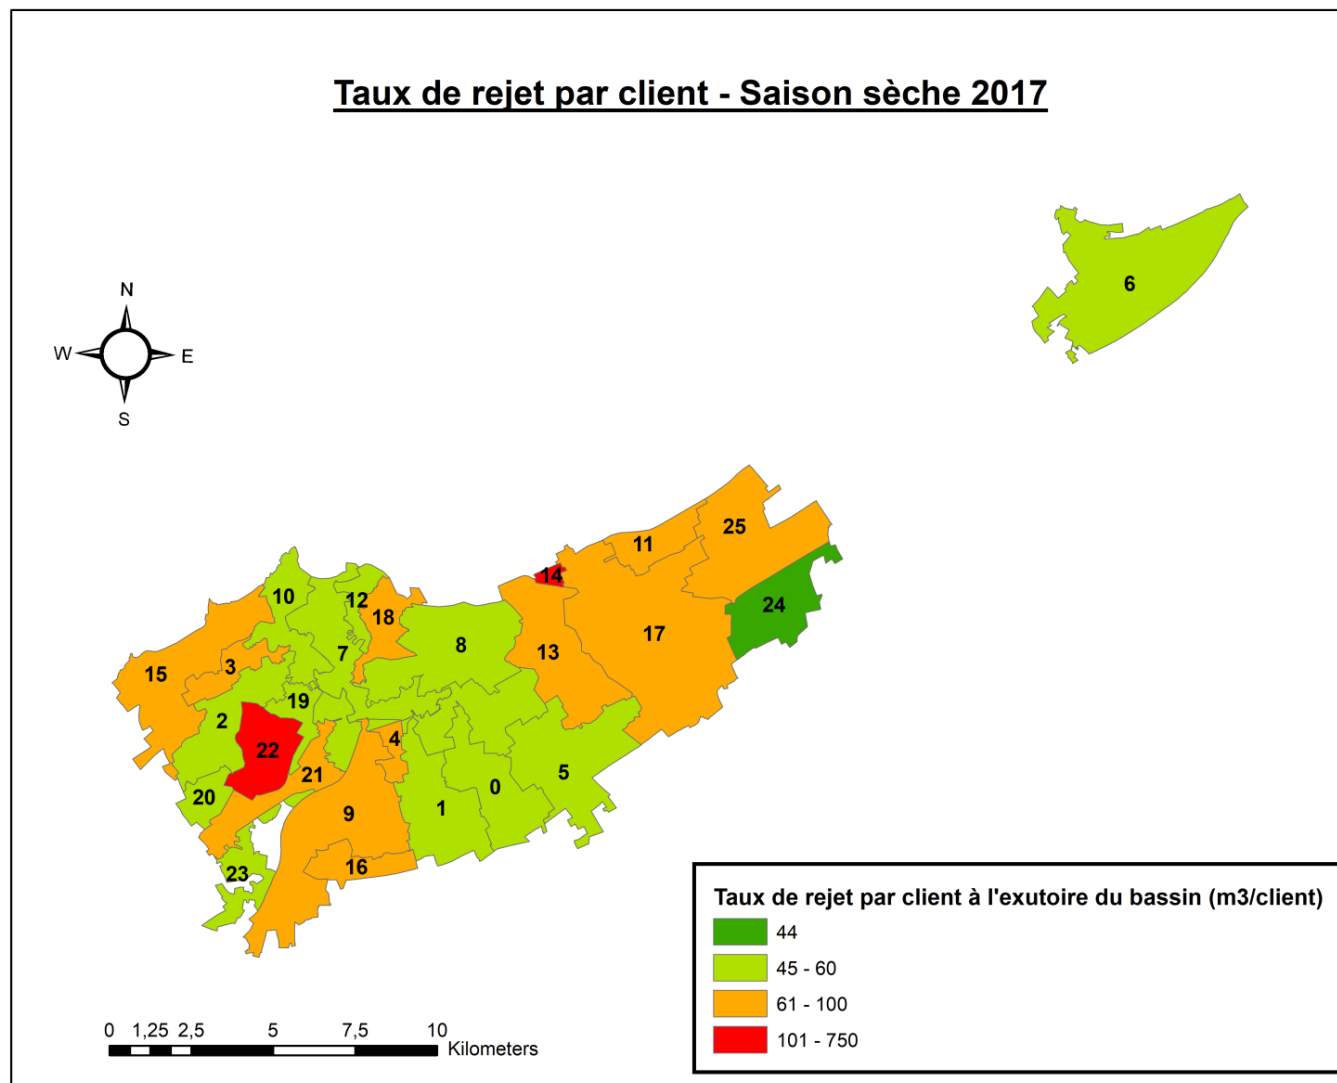 Taux de rejet par client - Saison sèche 2017
6
N
W E
S
25
11
14
24
10
12
18
17
8
13
7
3
15
19
2
4
22
21
5
0
20
1
9
16
23
Taux de rejet par client à l'exutoire du bassin (m3/client)
44
45 - 60
61 - 100
101 - 750
0 1,25 2,5 5 7,5 10
Kilometers